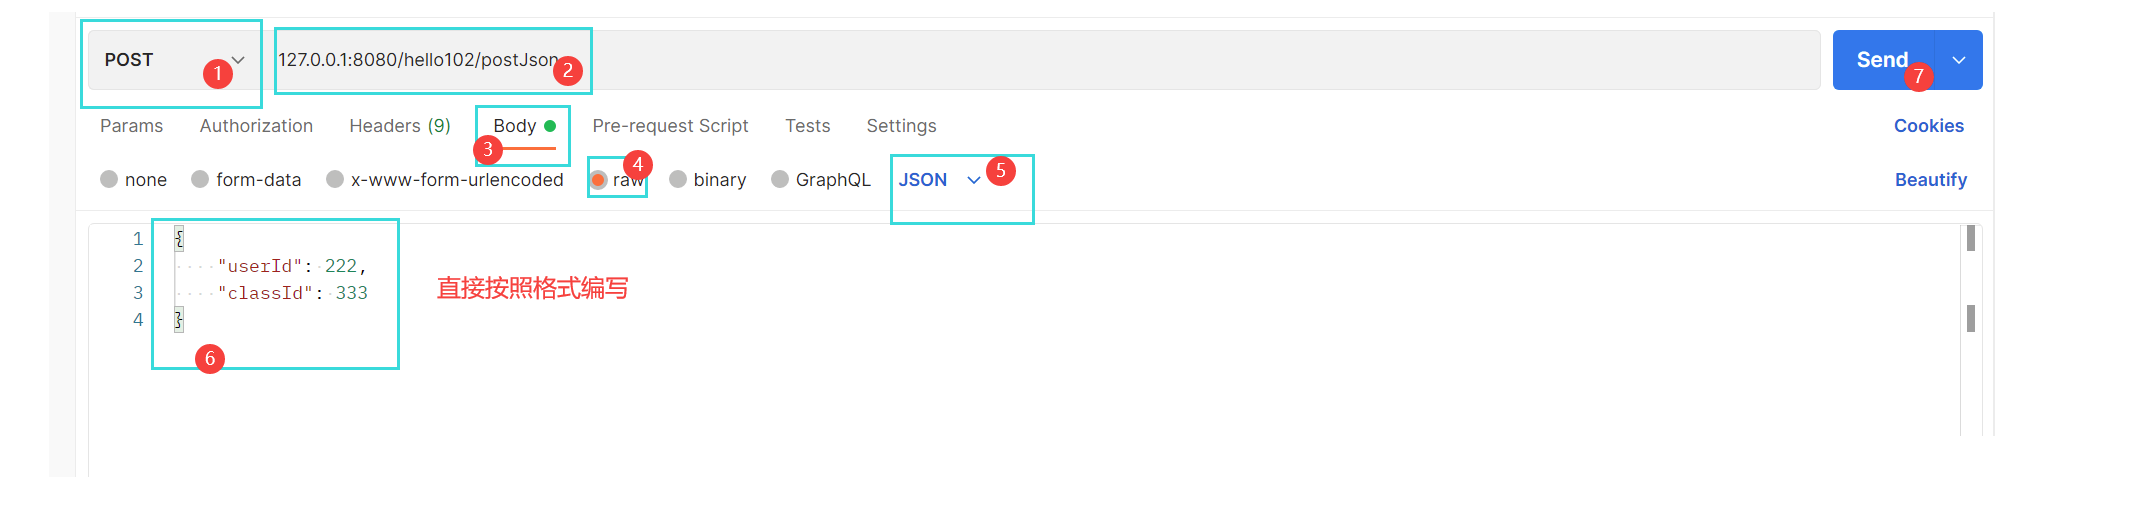 POST 1 127.0.0.1:8080/hello102/postJson 2 Send 7
Params Authorization Headers (9) Body 3 Pre-request Script Tests Settings Cookies
none form-data x-www-form-urlencoded raw 4 binary GraphQL JSON 5 Beautify
1 {
2 "userId": 222,
3 "classId": 333
直接按照格式编写
4 }
6